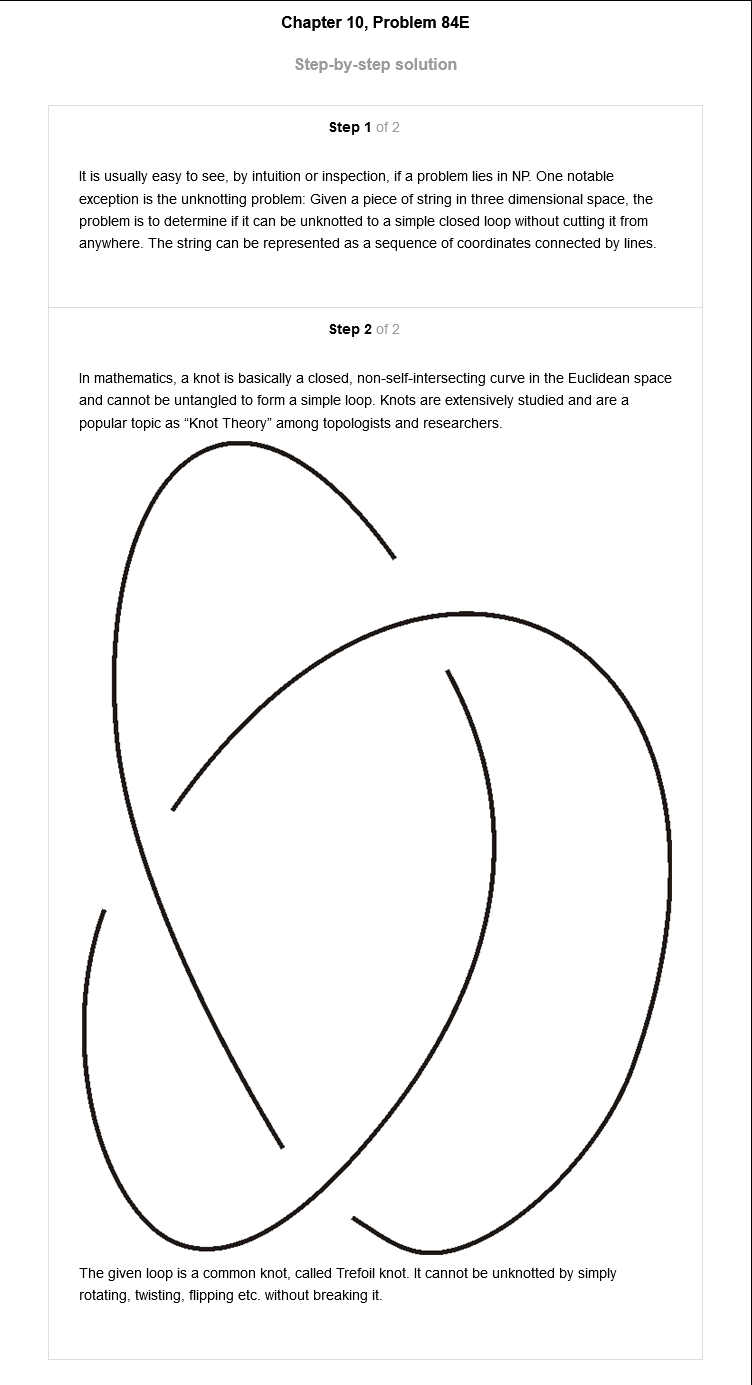 Chapter 10, Problem 84E
Step-by-step solution
Step 1 of 2
It is usually easy to see, by intuition or inspection, if a problem lies in NP. One notable
exception is the unknotting problem: Given a piece of string in three dimensional space, the
problem is to determine if it can be unknotted to a simple closed loop without cutting it from
anywhere. The string can be represented as a sequence of coordinates connected by lines.
Step 2 of 2
In mathematics, a knot is basically a closed, non-self-intersecting curve in the Euclidean space
and cannot be untangled to form a simple loop. Knots are extensively studied and are a
popular topic as “Knot Theory” among topologists and researchers.
The given loop is a common knot, called Trefoil knot. It cannot be unknotted by simply
rotating, twisting, flipping etc. without breaking it.